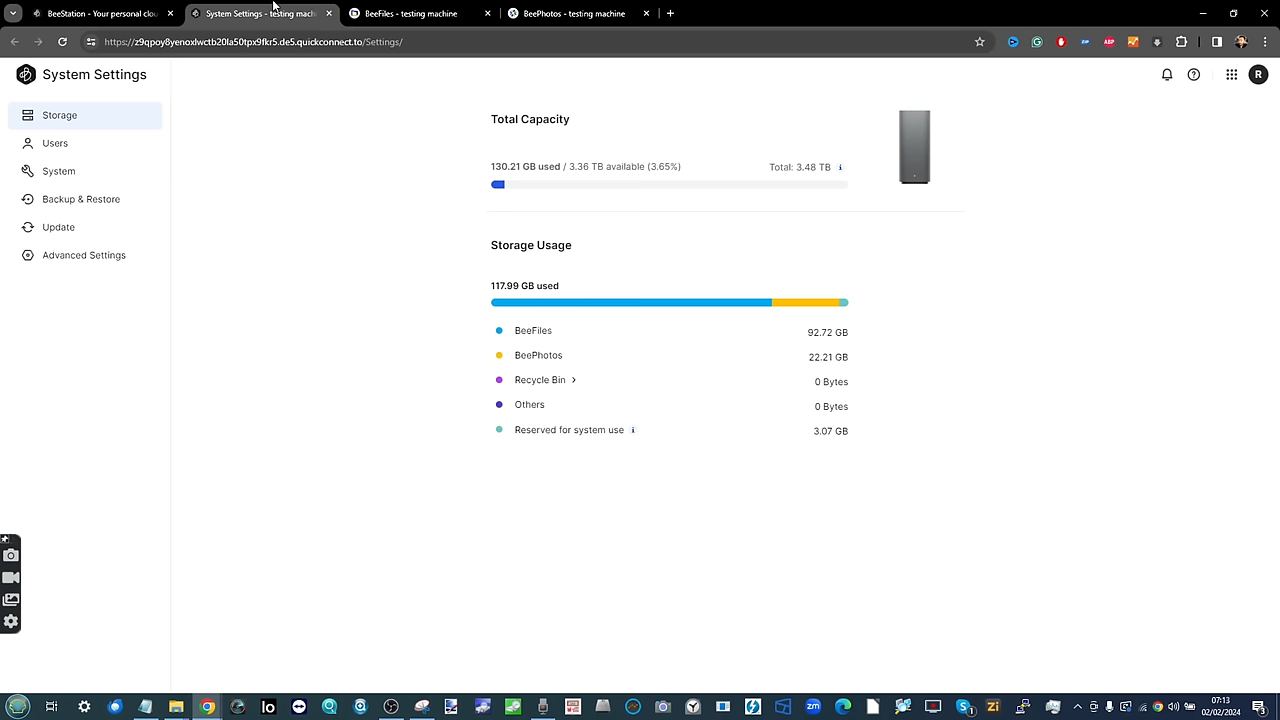 BeeStation - Your personal clou
System Settings - testing machi
BeeFiles - testing machine
BeePhotos - testing machine
https://z9qpoy8yenoxlwctb20la50tpx9fkr5.de5.quickconnect.to/Settings/
System Settings
R
Storage
Users
System
Backup & Restore
Update
Advanced Settings
Total Capacity
130.21 GB used / 3.36 TB available (3.65%)
Total: 3.48 TB
Storage Usage
117.99 GB used
BeeFiles
92.72 GB
BeePhotos
22.21 GB
Recycle Bin
0 Bytes
Others
0 Bytes
Reserved for system use
3.07 GB
07:13
02/02/2024